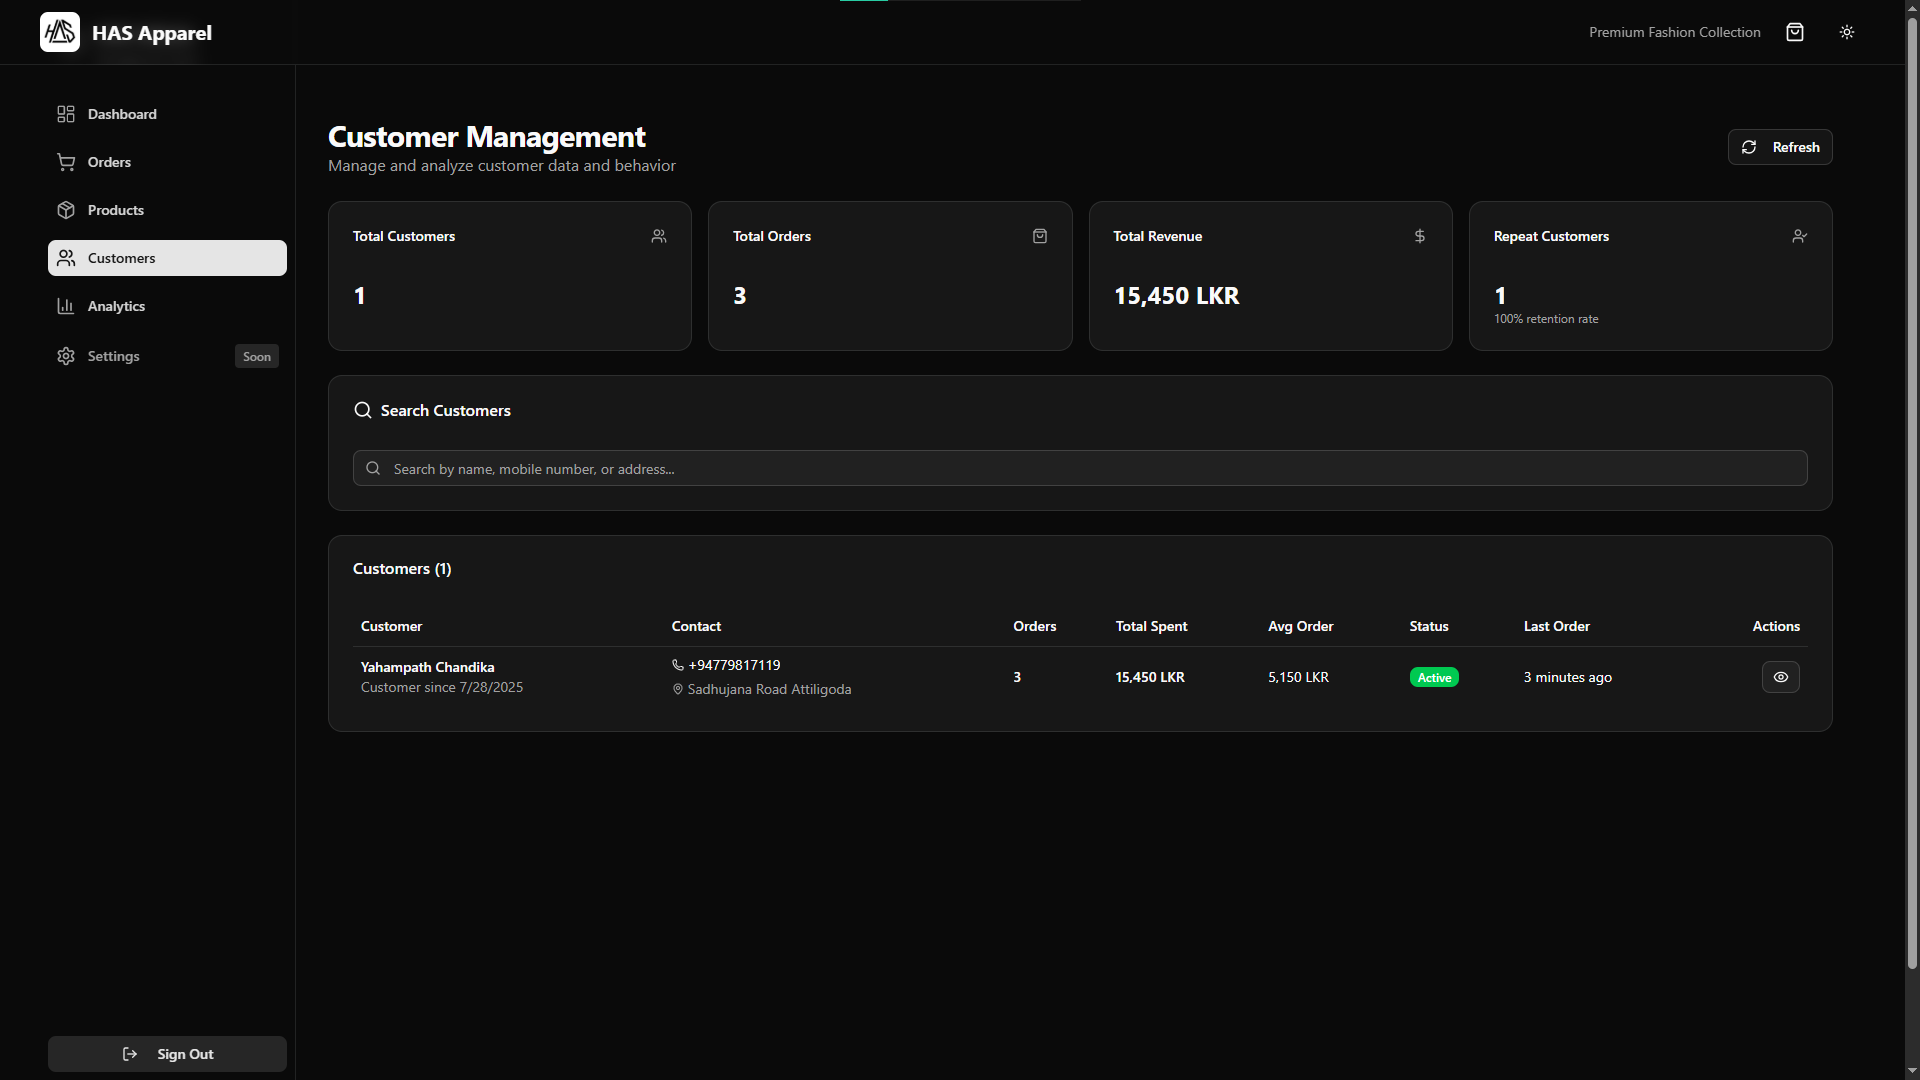 HAS
HAS Apparel
Premium Fashion Collection
Dashboard
Orders
Products
Customers
Analytics
Settings
Soon
Sign Out
Customer Management
Manage and analyze customer data and behavior
Refresh
Total Customers
1
Total Orders
3
Total Revenue
15,450 LKR
Repeat Customers
1
100% retention rate
Search Customers
Search by name, mobile number, or address...
Customers (1)
Customer Contact Orders Total Spent Avg Order Status Last Order Actions
Yahampath Chandika
Customer since 7/28/2025
+94779817119
Sadhujana Road Attiligoda
3
15,450 LKR
5,150 LKR
Active
3 minutes ago